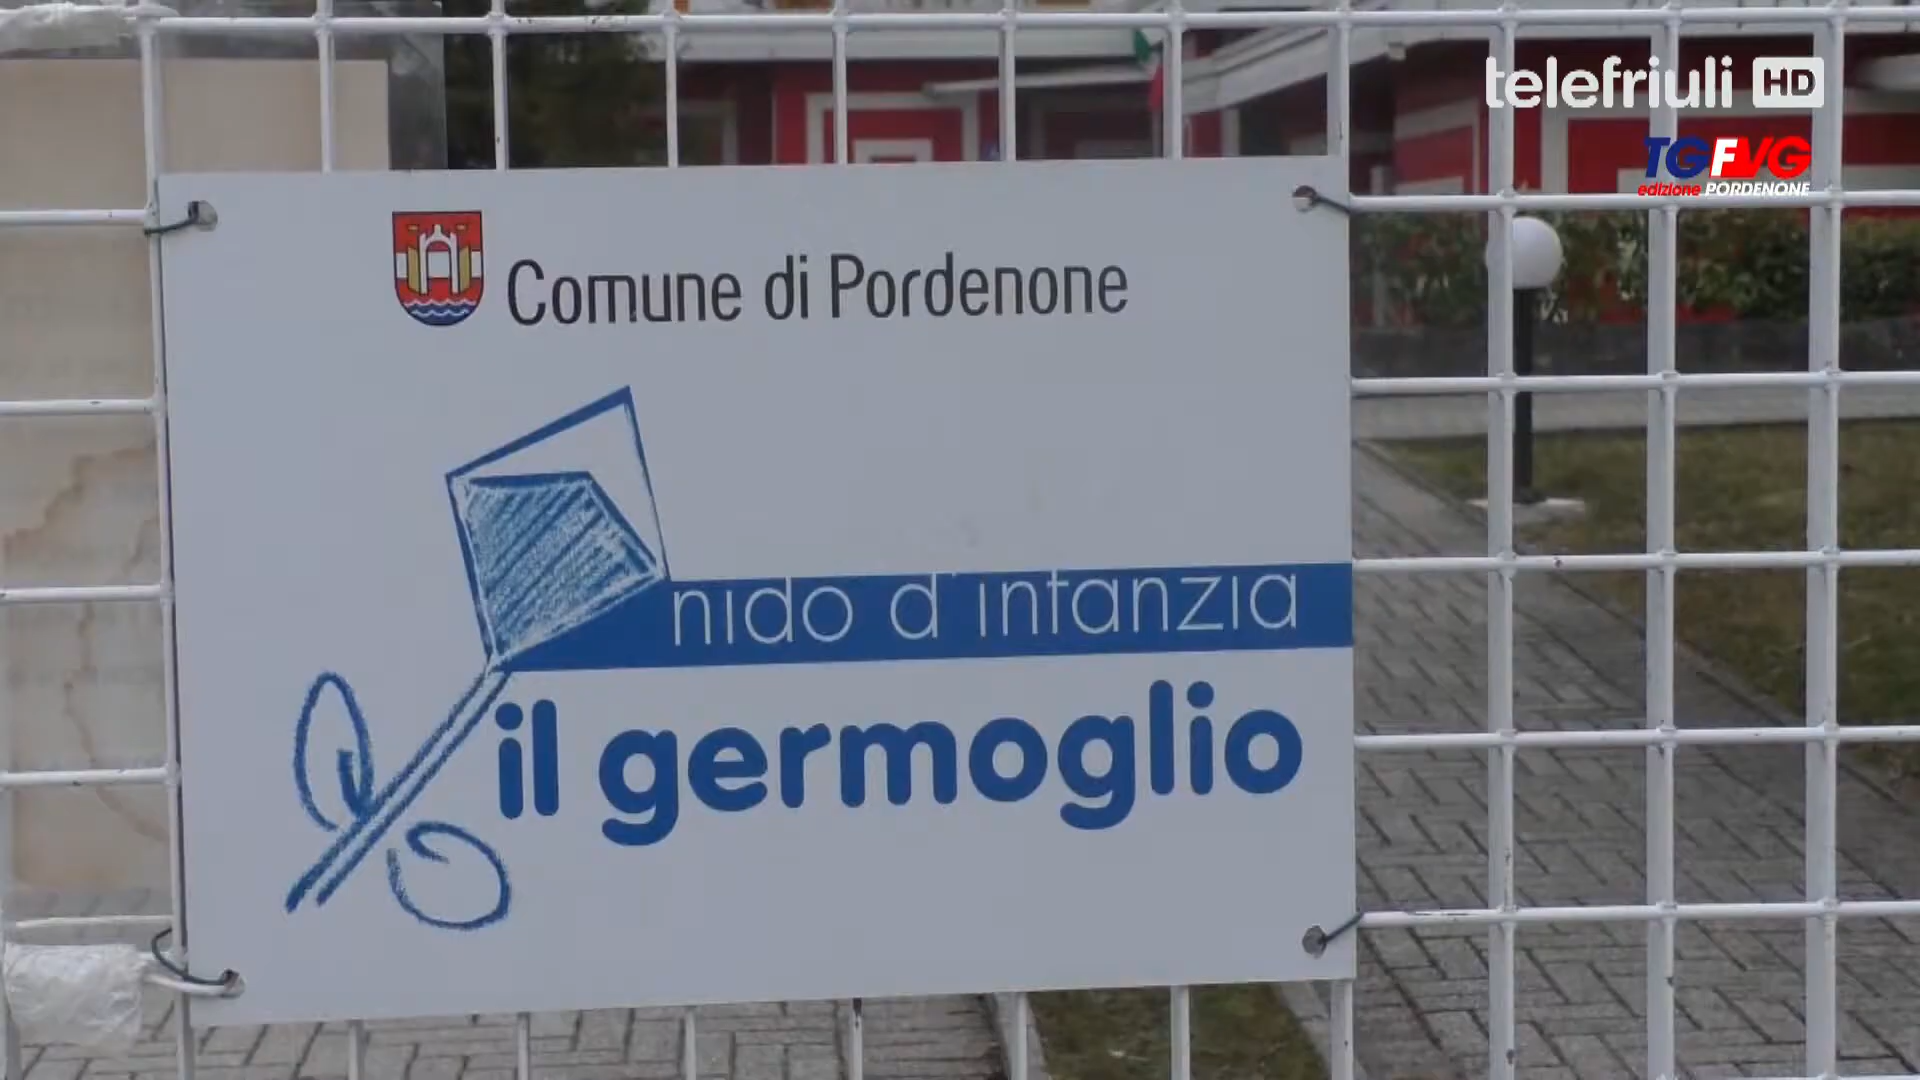 telefriuli HD
TGFVG
edizione PORDENONE
Comune di Pordenone
nido d'infanzia
il germoglio